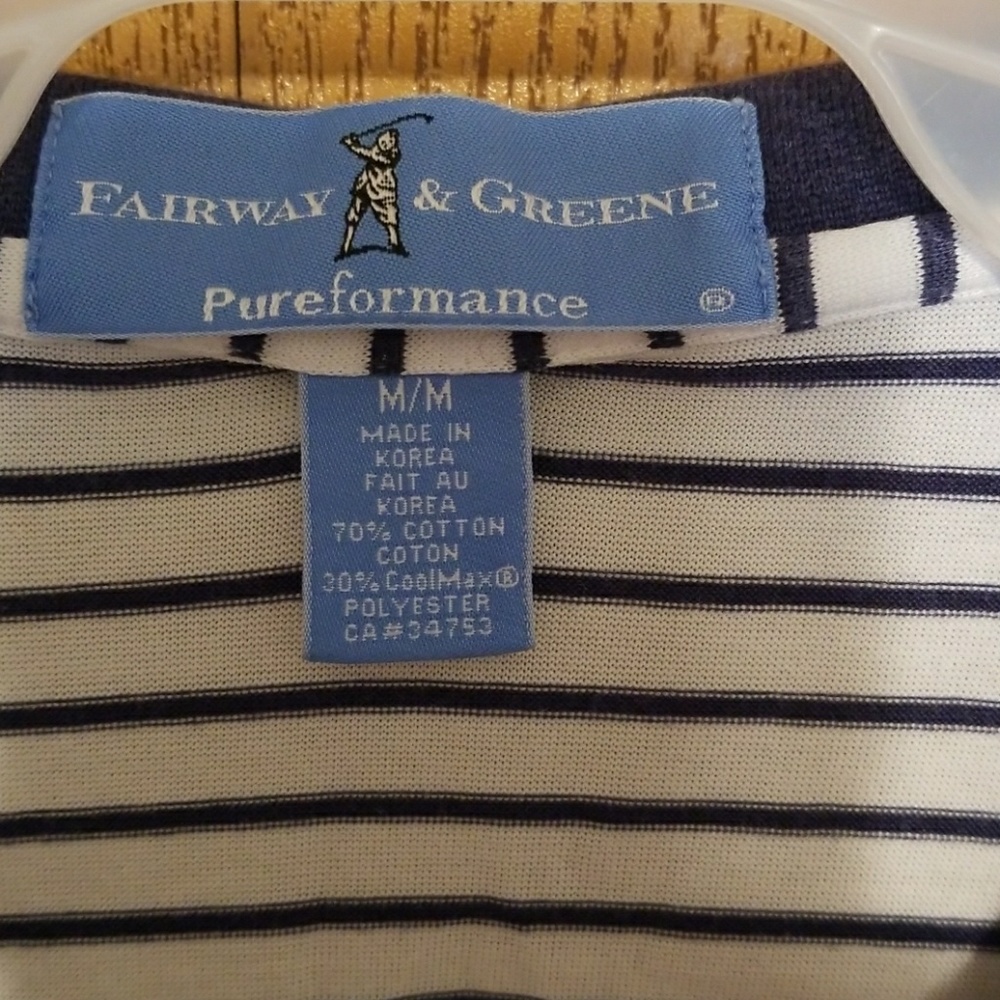 FAIRWAY & GREENE
Pureformance ®
M/M
MADE IN
KOREA
FAIT AU
KOREA
70% COTTON
COTON
30% CoolMax®
POLYESTER
CA#34753